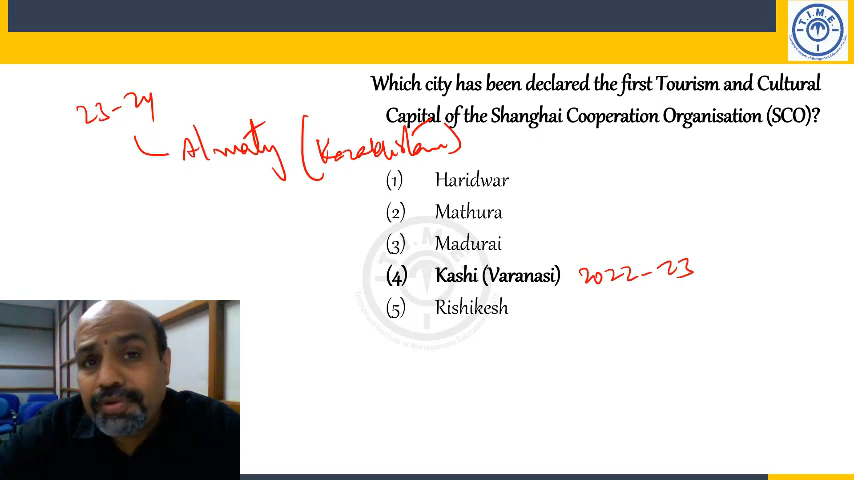 T.I.M.E.
Which city has been declared the first Tourism and Cultural
Capital of the Shanghai Cooperation Organisation (SCO)?
23-24
Almaty (Kazakhstan)
(1) Haridwar
(2) Mathura
(3) Madurai
(4) Kashi (Varanasi) 2022-23
(5) Rishikesh